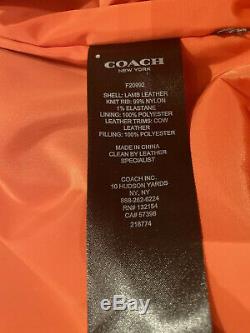 COACH
NEW YORK
F20992
SHELL: LAMB LEATHER
KNIT RIB: 99% NYLON
1% ELASTANE
LINING: 100% POLYESTER
LEATHER TRIMS: COW
LEATHER
FILLING: 100% POLYESTER
MADE IN CHINA
CLEAN BY LEATHER
SPECIALIST
COACH INC.
10 HUDSON YARDS
NY, NY
888-262-6224
RN# 132154
CA# 57398
218774